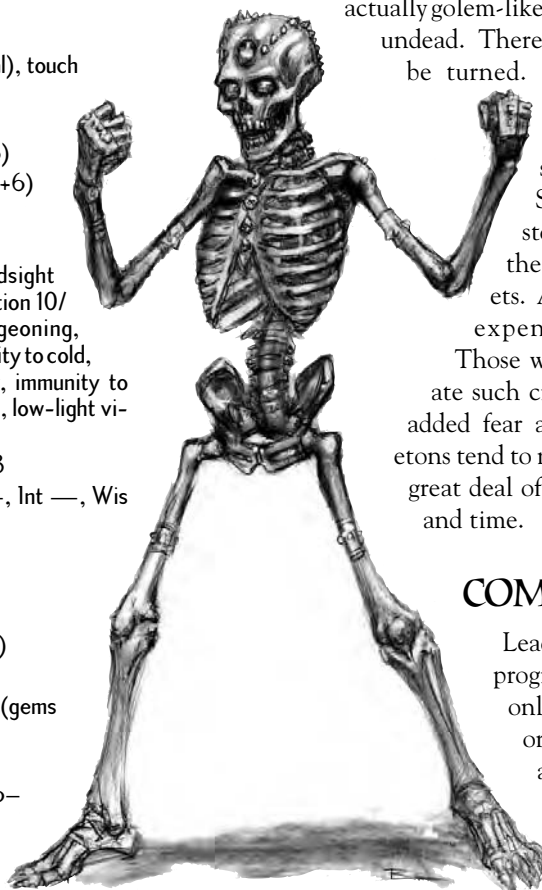 l), touch
)
+6)
dsight
tion 10/
geoning,
ity to cold,
, immunity to
, low-light vi-
3
-, Int —, Wis
)
(gems
o–
actually golem-like
undead. There
be turned.
s
S
sto
the
ets. A
expen
Those w
ate such c
added fear a
etons tend to r
great deal of
and time.
COM
Lead
progr
onl
or
a